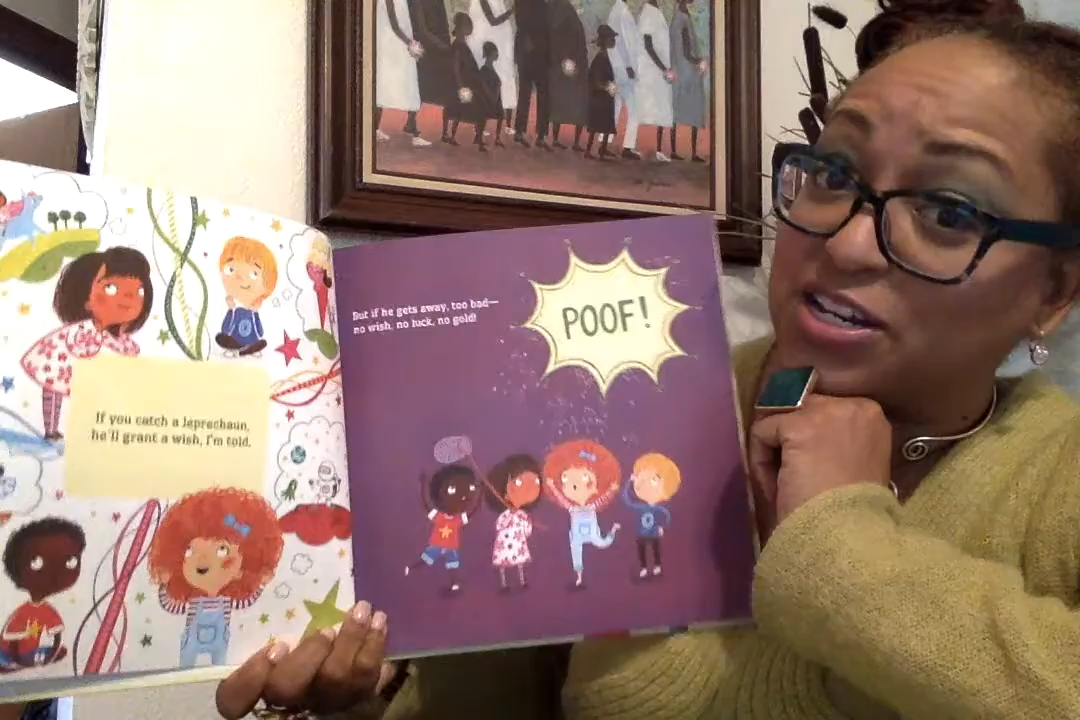 If you catch a leprechaun,
he'll grant a wish, I'm told.
But if he gets away, too bad—
no wish, no luck, no gold!
POOF!